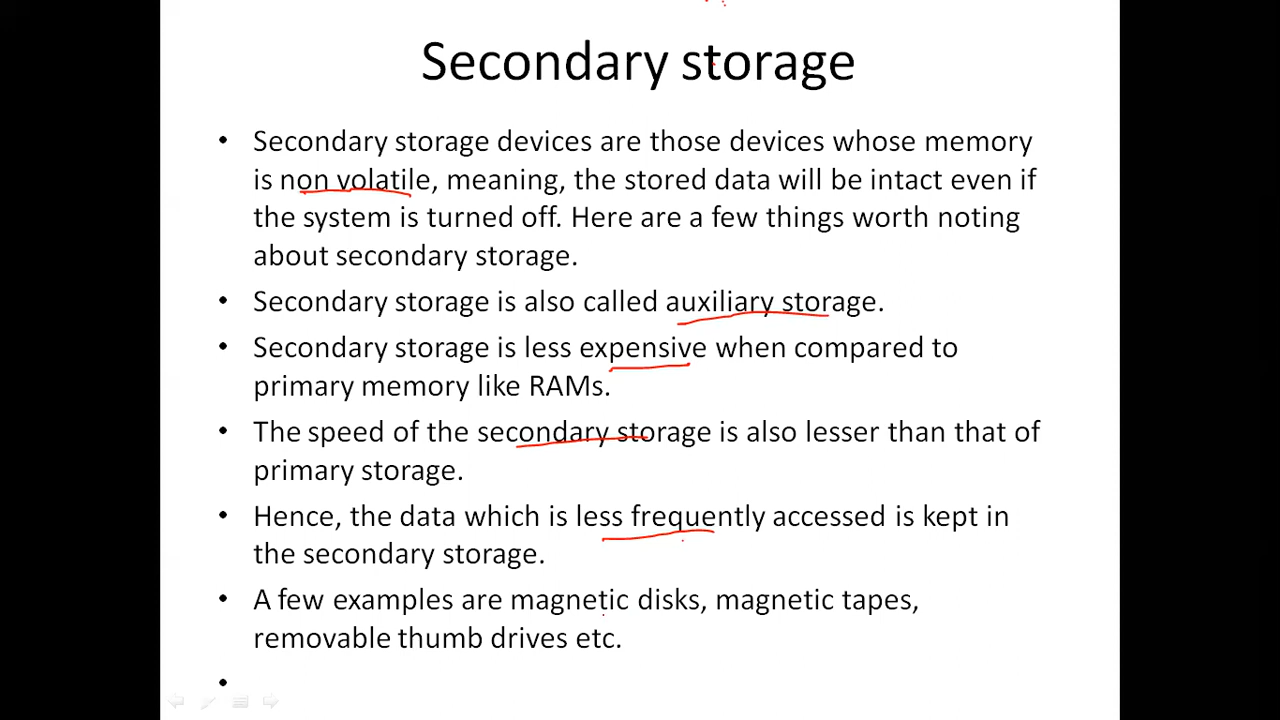 Secondary storage
• Secondary storage devices are those devices whose memory
is non volatile, meaning, the stored data will be intact even if
the system is turned off. Here are a few things worth noting
about secondary storage.
• Secondary storage is also called auxiliary storage.
• Secondary storage is less expensive when compared to
primary memory like RAMs.
• The speed of the secondary storage is also lesser than that of
primary storage.
• Hence, the data which is less frequently accessed is kept in
the secondary storage.
• A few examples are magnetic disks, magnetic tapes,
removable thumb drives etc.
•